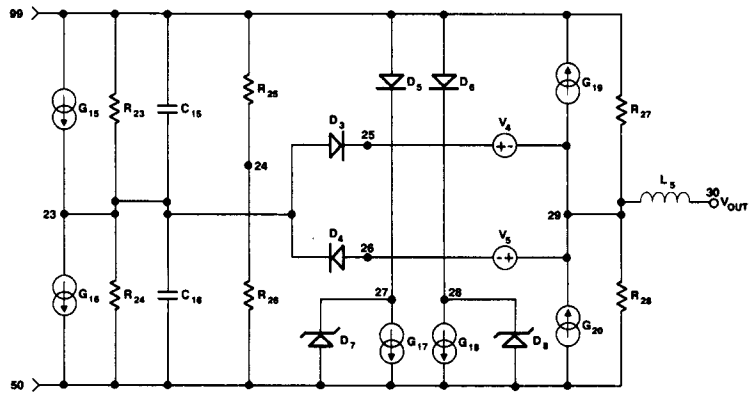 99
G15 R23 C15 R25 D5 D6 G19 R27
D3 25 V4
24
L5 30 VOUT
23 29
D4 26 V5
G16 R24 C16 R26 27 28 R28
D7 G17 G18 D8 G20
50